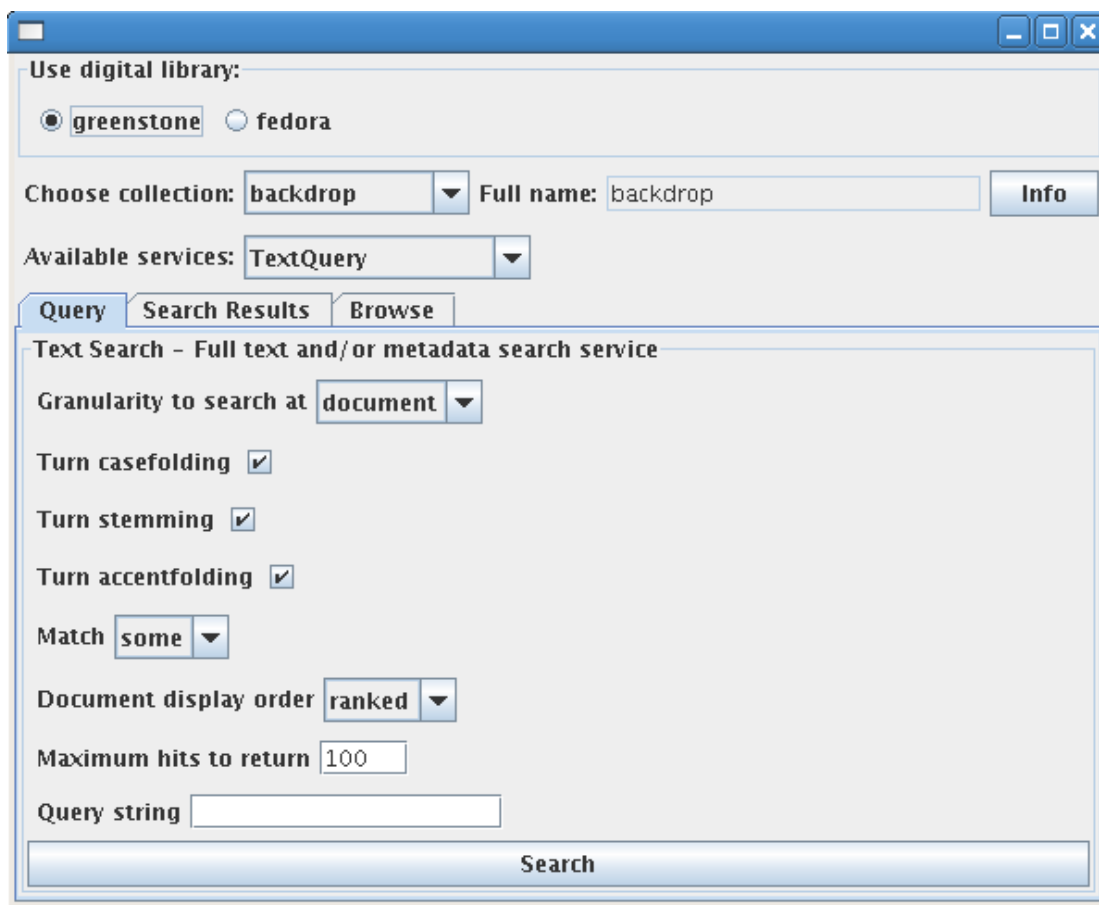 Use digital library:
greenstone fedora
Choose collection: backdrop Full name: backdrop Info
Available services: TextQuery
Query Search Results Browse
Text Search - Full text and/or metadata search service
Granularity to search at document
Turn casefolding
Turn stemming
Turn accentfolding
Match some
Document display order ranked
Maximum hits to return 100
Query string
Search